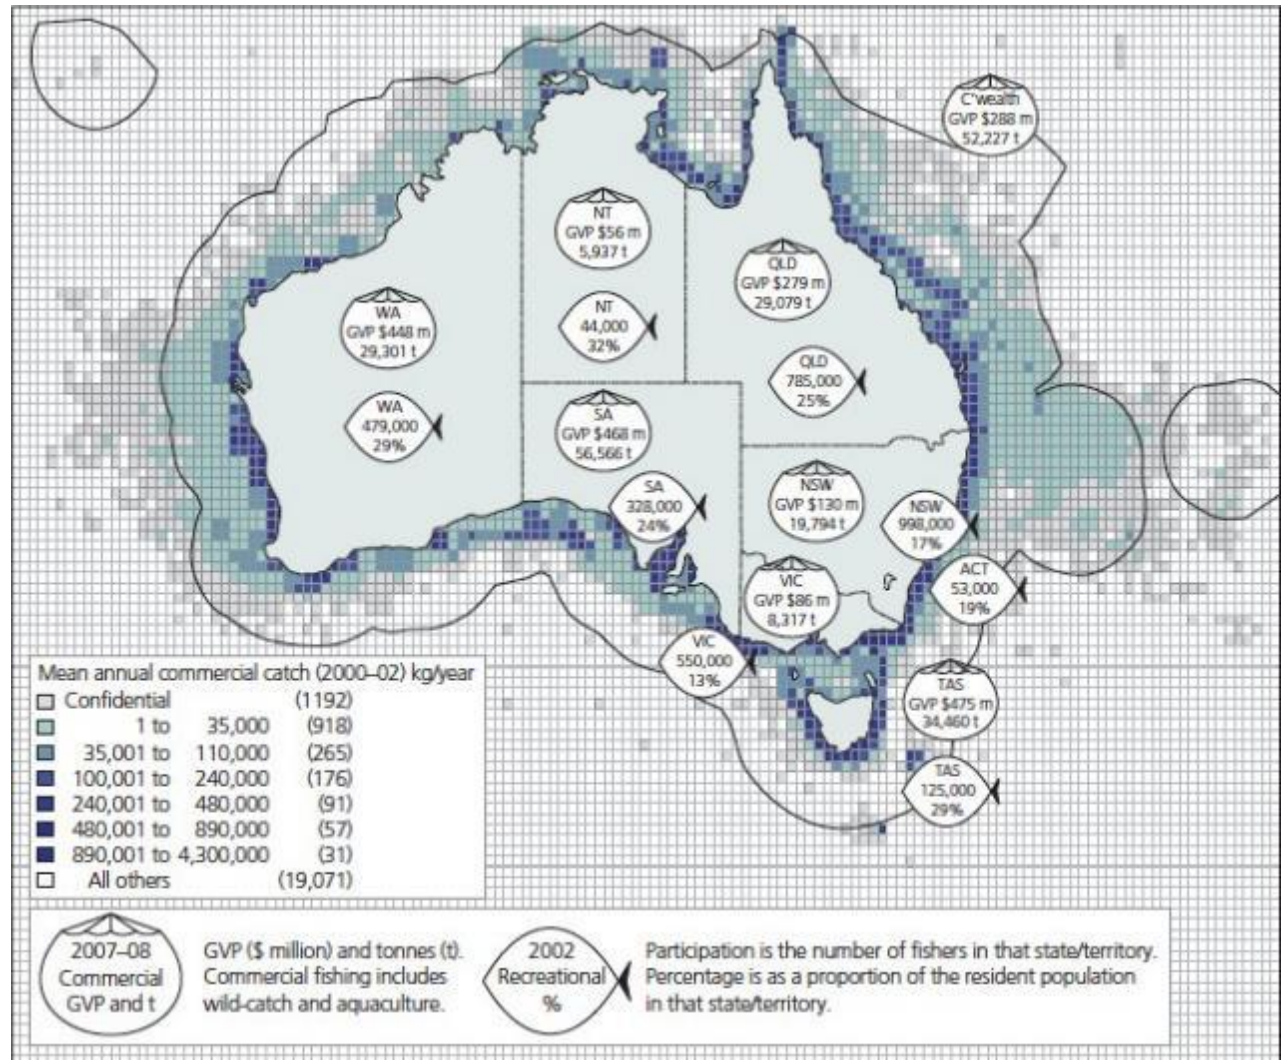 C'wealth
GVP $288 m
52,227 t
NT
GVP $56 m
5,937 t
QLD
GVP $279 m
29,079 t
WA
GVP $448 m
29,301 t
NT
44,000
32%
QLD
785,000
25%
WA
479,000
29%
SA
GVP $468 m
56,566 t
SA
328,000
24%
NSW
GVP $130 m
19,794 t
NSW
998,000
17%
VIC
GVP $86 m
8,317 t
ACT
53,000
19%
VIC
550,000
13%
TAS
GVP $475 m
34,460 t
TAS
125,000
29%
Mean annual commercial catch (2000–02) kg/year
Confidential (1192)
1 to 35,000 (918)
35,001 to 110,000 (265)
100,001 to 240,000 (176)
240,001 to 480,000 (91)
480,001 to 890,000 (57)
890,001 to 4,300,000 (31)
All others (19,071)
2007–08
Commercial
GVP and t
GVP ($ million) and tonnes (t).
Commercial fishing includes
wild-catch and aquaculture.
2002
Recreational
%
Participation is the number of fishers in that state/territory.
Percentage is as a proportion of the resident population
in that state/territory.